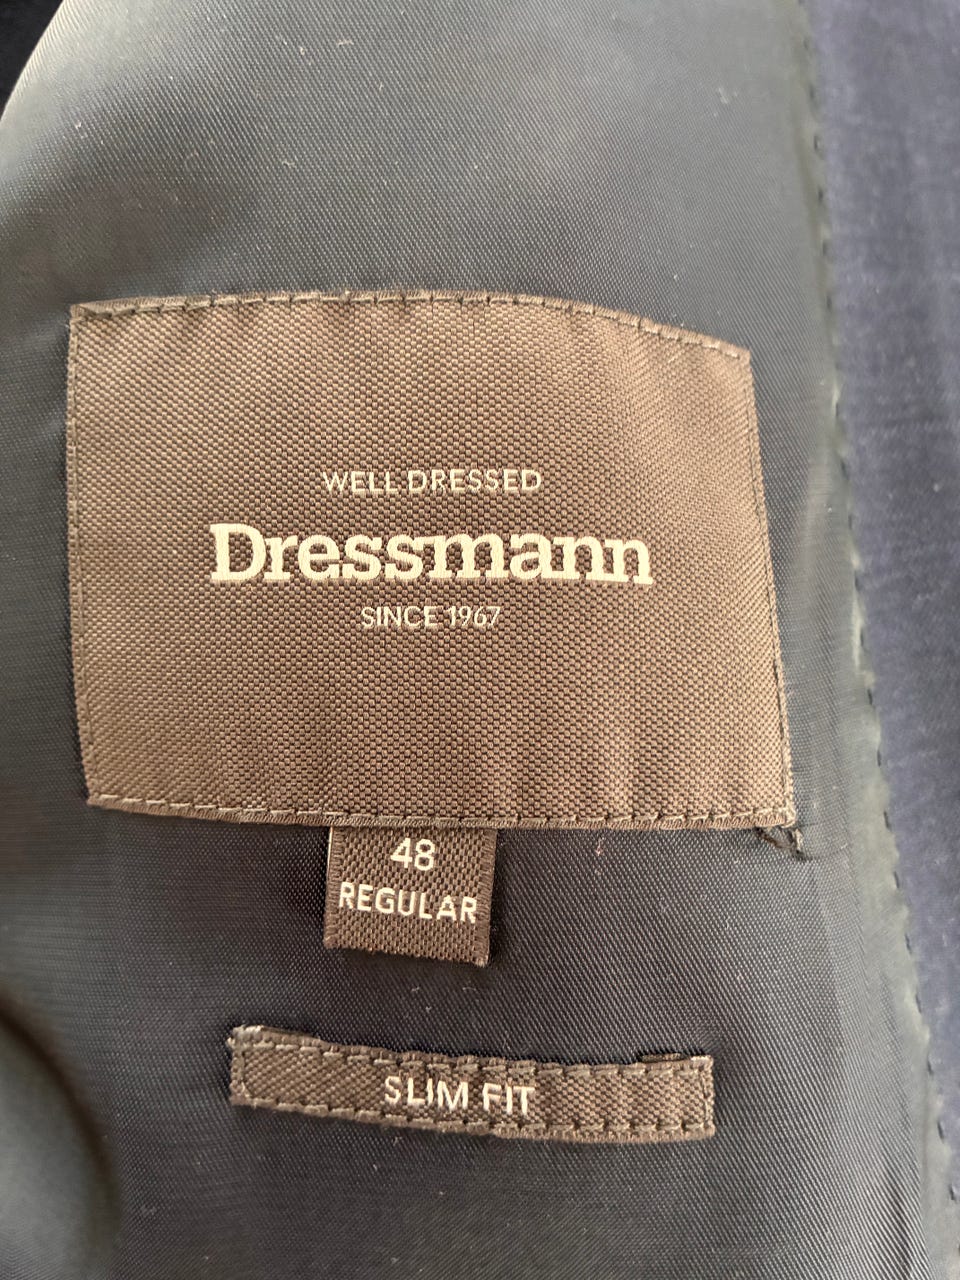 WELL DRESSED
Dressmann
SINCE 1967
48
REGULAR
SLIM FIT